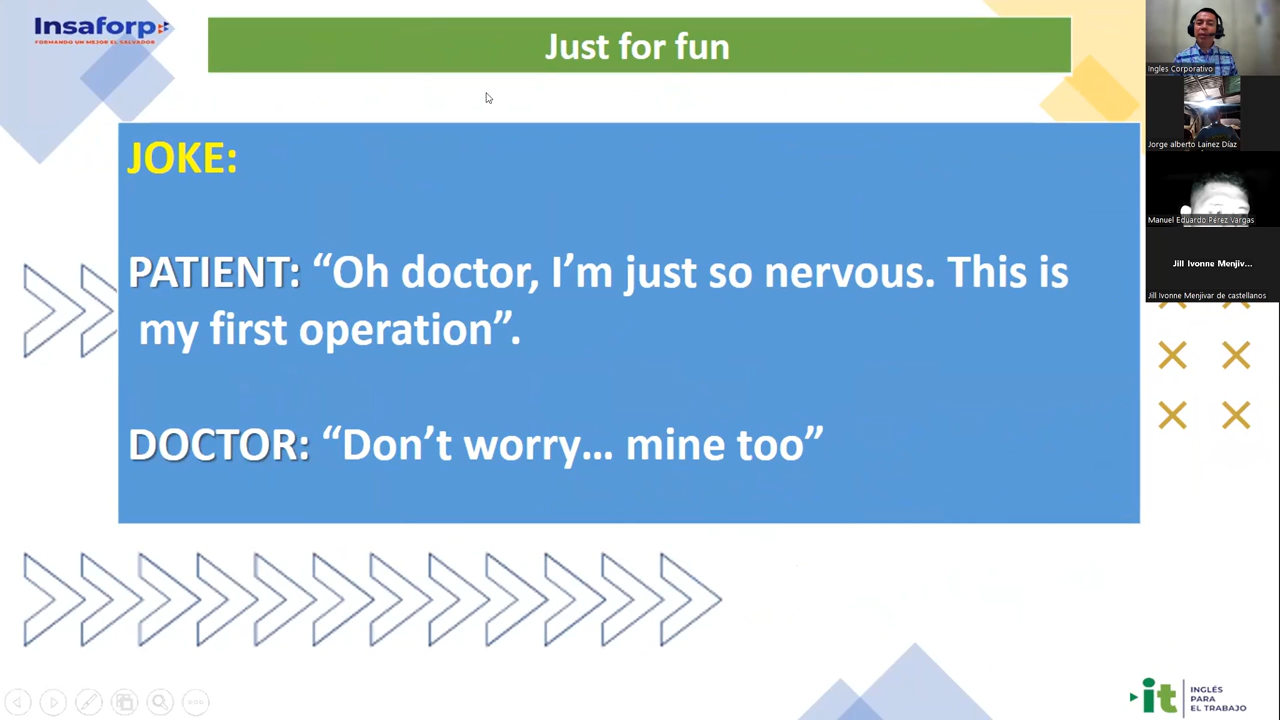 Insaforp
FORMANDO UN MEJOR EL SALVADOR
Just for fun
JOKE:
PATIENT: “Oh doctor, I’m just so nervous. This is
my first operation”.
DOCTOR: “Don’t worry... mine too”
Ingles Corporativo
Jorge alberto Lainez Díaz
Manuel Eduardo Pérez Vargas
Jill Ivonne Menjiv...
Jill Ivonne Menjivar de castellanos
it
INGLÉS
PARA
EL TRABAJO